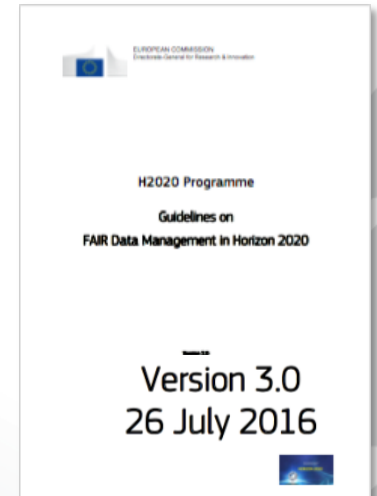 EUROPEAN COMMISSION
Directorate-General for Research & Innovation
H2020 Programme
Guidelines on
FAIR Data Management in Horizon 2020
Version 3.0
26 July 2016